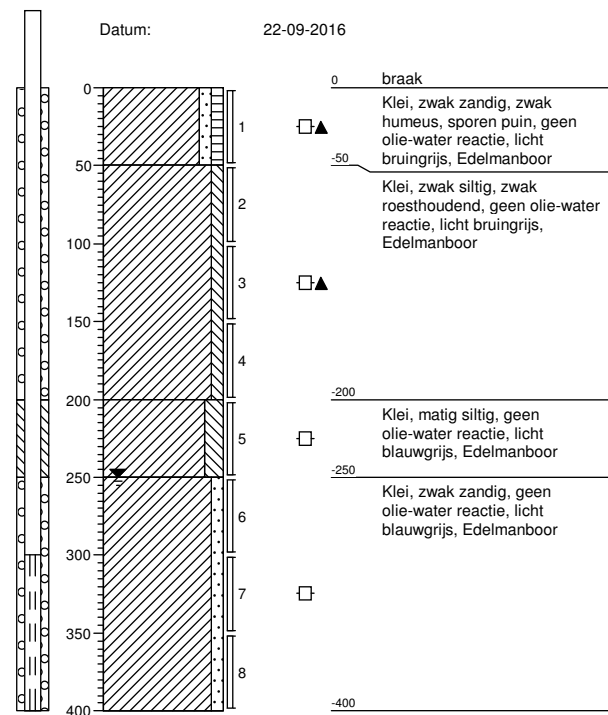 Datum: 22-09-2016
0 0 braak
1 Klei, zwak zandig, zwak
humeus, sporen puin, geen
olie-water reactie, licht
bruingrijs, Edelmanboor
50 -50
2 Klei, zwak siltig, zwak
roesthoudend, geen olie-water
reactie, licht bruingrijs,
Edelmanboor
100
3
150
4
200 -200
5 Klei, matig siltig, geen
olie-water reactie, licht
blauwgrijs, Edelmanboor
250 -250
6 Klei, zwak zandig, geen
olie-water reactie, licht
blauwgrijs, Edelmanboor
300
7
350
8
400 -400